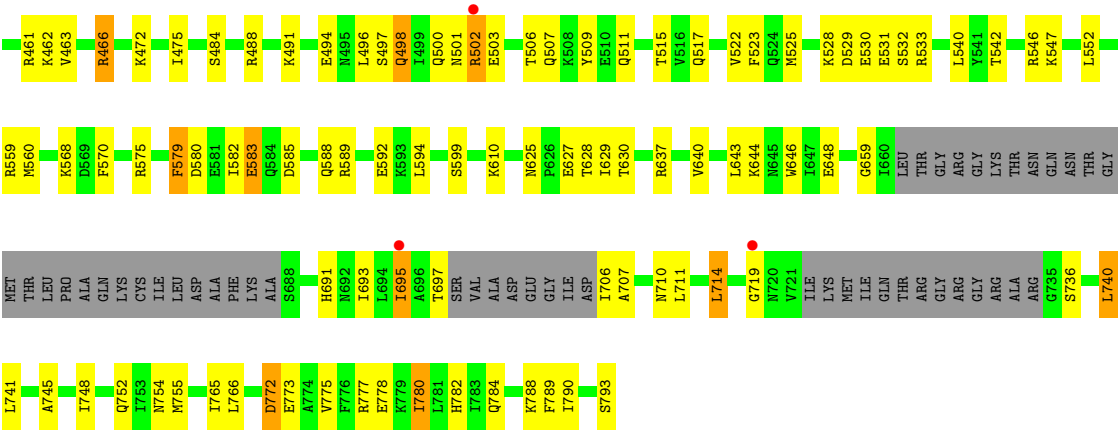 R461 K462 V463 R466 K472 I475 S484 R488 K491 E494 N495 L496 S497 Q498 I499 Q500 N501 R502 E503 T506 Q507 K508 Y509 E510 Q511 T515 V516 Q517 V522 F523 Q524 M525 K528 D529 E530 E531 S532 R533 L540 Y541 T542 R546 K547 L552
R559 M560 K568 D569 F570 R575 F579 D580 E581 I582 E583 Q584 D585 Q588 R589 E592 K593 L594 S599 K610 N625 P626 E627 T628 I629 T630 R637 V640 L643 K644 N645 W646 I647 E648 G659 I660 LEU THR GLY ARG GLY LYS THR ASN GLN ASN THR GLY
MET THR LEU PRO ALA GLN LYS CYS ILE LEU ASP ALA PHE LYS ALA S688 H691 N692 I693 L694 I695 A696 T697 SER VAL ALA ASP GLU GLY ILE ASP I706 A707 N710 L711 L714 G719 N720 V721 ILE LYS MET ILE GLN THR ARG GLY ARG GLY ARG ALA ARG G735 S736 L740
L741 A745 I748 Q752 I753 N754 M755 I765 L766 D772 E773 A774 V775 F776 R777 E778 K779 I780 L781 H782 I783 Q784 K788 F789 I790 S793